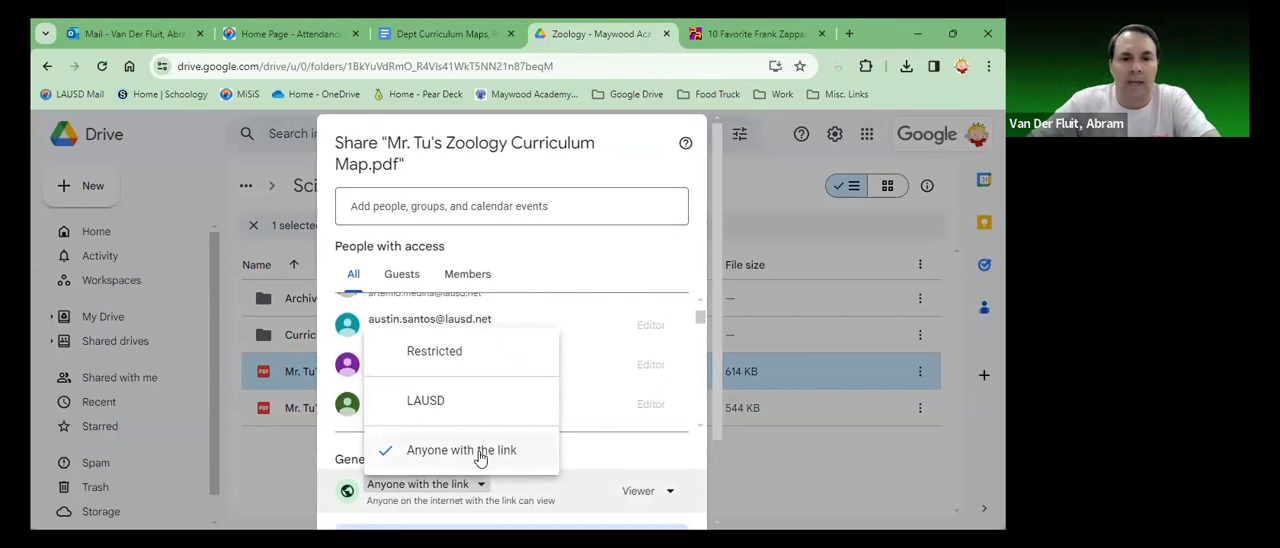 Mail - Van Der Fluit, Abra
Home Page - Attendanc
Dept Curriculum Maps, R
Zoology - Maywood Aca
10 Favorite Frank Zappa
drive.google.com/drive/u/0/folders/1BkYuVdRmO_R4Vls41WkT5NN21n87beqM
LAUSD Mail
Home | Schoology
MiSiS
Home - OneDrive
Home - Pear Deck
Maywood Academy...
Google Drive
Food Truck
Work
Misc. Links
Van Der Fluit, Abram
Drive
Search in
Google
New
Home
Activity
Workspaces
My Drive
Shared drives
Shared with me
Recent
Starred
Spam
Trash
Storage
Sci
1 selected
Name
Archiv
Curric
Mr. Tu'
Mr. Tu'
Share "Mr. Tu's Zoology Curriculum
Map.pdf"
Add people, groups, and calendar events
People with access
All
Guests
Members
artemio.medina@lausd.net
austin.santos@lausd.net
Editor
Editor
Editor
Restricted
LAUSD
Anyone with the link
Gene
Anyone with the link
Anyone on the internet with the link can view
Viewer
File size
—
—
614 KB
544 KB